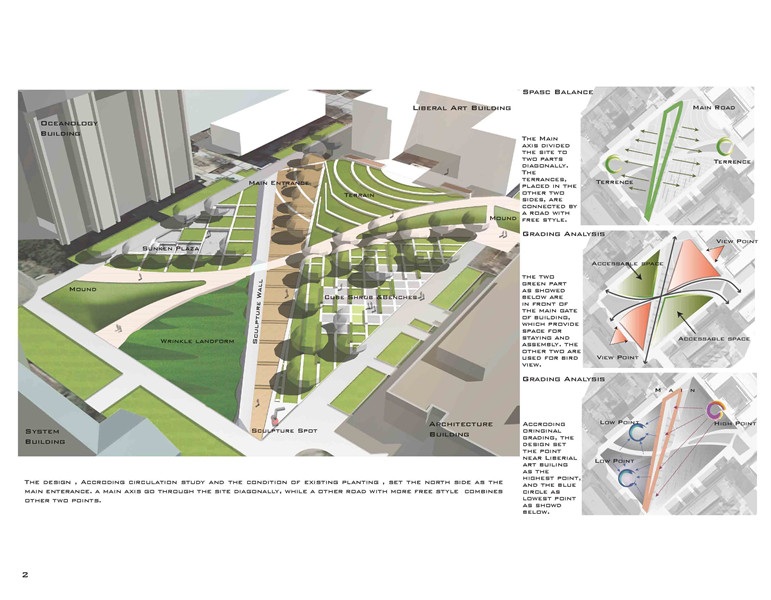 Oceanology
Building
Liberal Art Building
Main Entrance
Terrain
Mound
Sunken Plaza
Mound
Cube Shrub &Benches
Sculpture Wall
Wrinkle landform
Sculpture Spot
System
Building
Architecture
Building
The design , Accroding circulation study and the condition of existing planting , set the north side as the
main enterance. a main axis go through the site diagonally, while a other road with more free style combines
other two points.
Spasc Balance
The Main
axis divided
the site to
two parts
diagonally.
The
terrances,
placed in the
other two
sides, are
connected by
a road with
free style.
Main Road
Terrence
Terrence
Grading Analysis
The two
green part
as showed
below are
in front of
the main gate
of building,
which provide
space for
staying and
assembly. the
other two are
used for bird
view.
View Point
Accessable space
Accessable space
View Point
Grading Analysis
Accroding
oringinal
grading, the
design set
the point
near Liberial
art builing
as the
highest point,
and the blue
circle as
lowest point
as showd
below.
Main
Low Point
High Point
Low Point
2